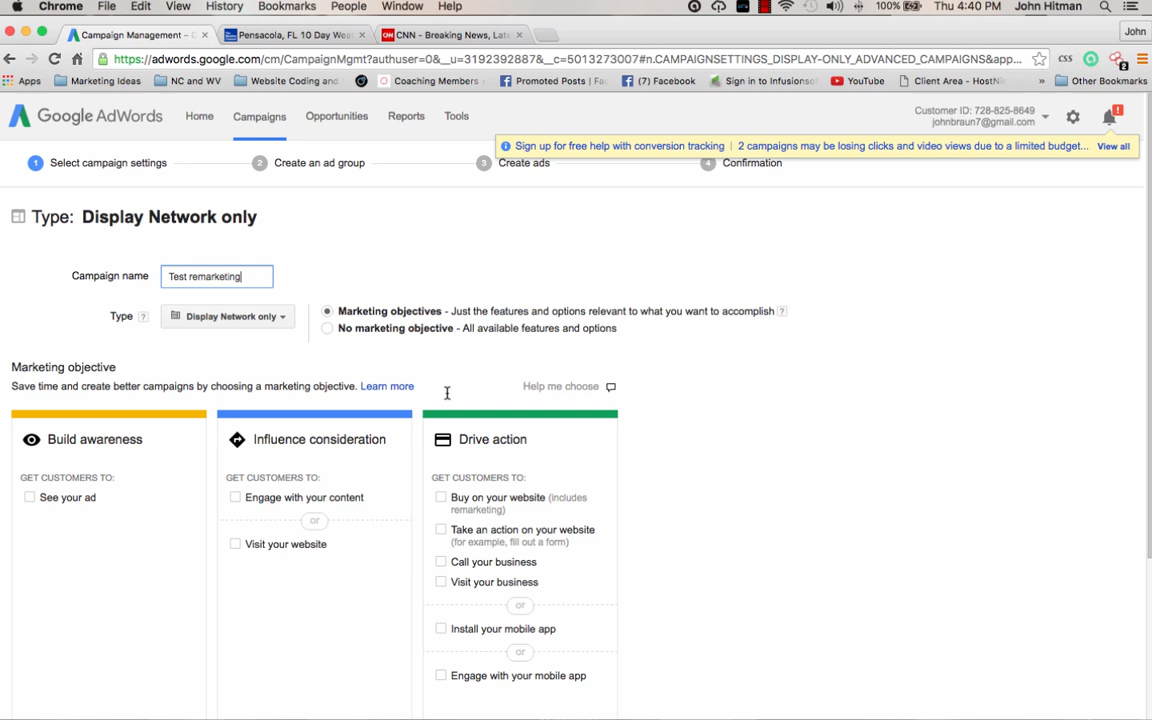 Chrome File Edit View History Bookmarks People Window Help 100% Thu 4:40 PM John Hitman
Campaign Management – Pensacola, FL 10 Day Wea CNN - Breaking News, Late John
https://adwords.google.com/cm/CampaignMgmt?authuser=0&__u=3192392887&__c=5013273007#n.CAMPAIGNSETTINGS_DISPLAY-ONLY_ADVANCED_CAMPAIGNS&app... CSS 2
Apps Marketing Ideas NC and WV Website Coding and Coaching Members Promoted Posts | Fac Facebook Sign in to Infusionso YouTube Client Area - HostN » Other Bookmarks
Google AdWords Home Campaigns Opportunities Reports Tools
Customer ID: 728-825-8649
johnbraun7@gmail.com
!
Sign up for free help with conversion tracking | 2 campaigns may be losing clicks and video views due to a limited budget... View all
1 Select campaign settings 2 Create an ad group 3 Create ads 4 Confirmation
Type: Display Network only
Campaign name Test remarketing
Type ? Display Network only
Marketing objectives - Just the features and options relevant to what you want to accomplish ?
No marketing objective - All available features and options
Marketing objective
Save time and create better campaigns by choosing a marketing objective. Learn more Help me choose
Build awareness
GET CUSTOMERS TO:
See your ad
Influence consideration
GET CUSTOMERS TO:
Engage with your content
or
Visit your website
Drive action
GET CUSTOMERS TO:
Buy on your website (includes
remarketing)
Take an action on your website
(for example, fill out a form)
Call your business
Visit your business
or
Install your mobile app
or
Engage with your mobile app